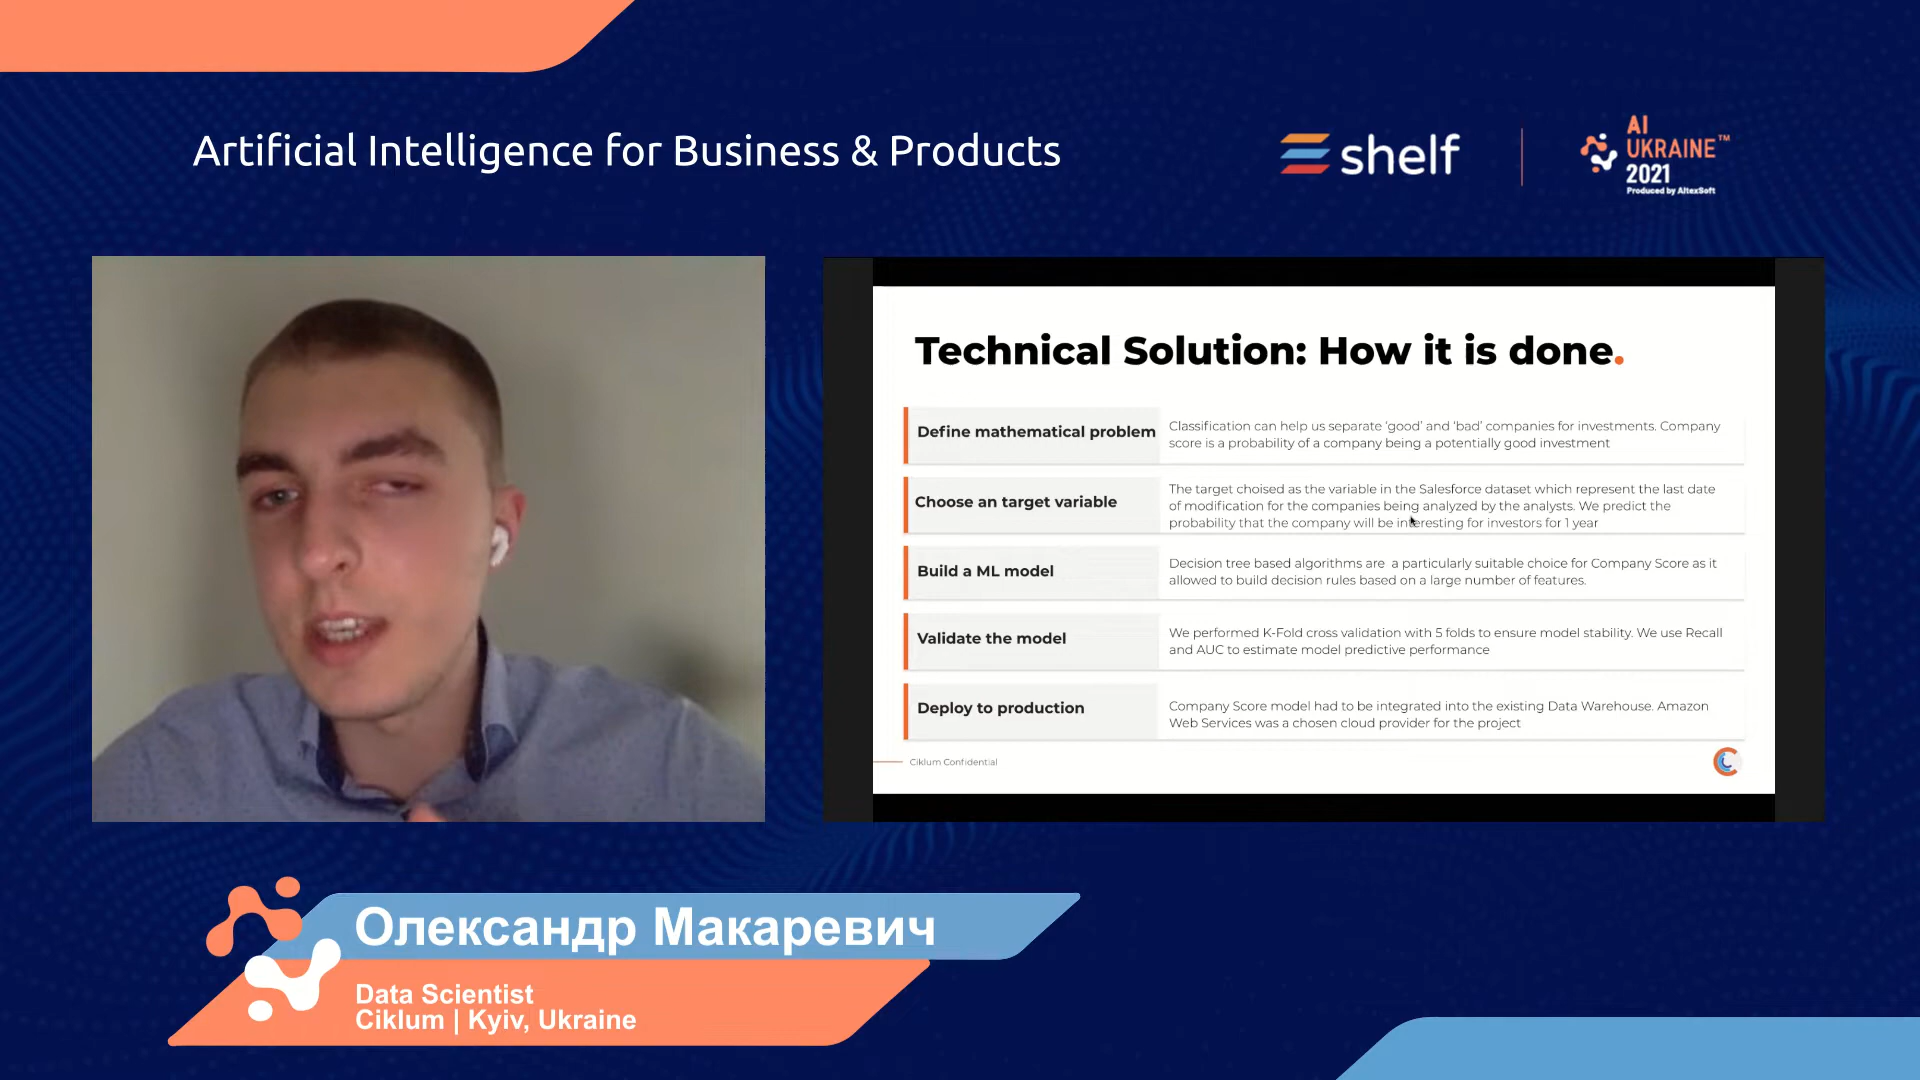 Artificial Intelligence for Business & Products
shelf
AI
UKRAINE™
2021
Produced by AltexSoft
Technical Solution: How it is done.
Define mathematical problem
Classification can help us separate ‘good’ and ‘bad’ companies for investments. Company
score is a probability of a company being a potentially good investment
Choose an target variable
The target choised as the variable in the Salesforce dataset which represent the last date
of modification for the companies being analyzed by the analysts. We predict the
probability that the company will be interesting for investors for 1 year
Build a ML model
Decision tree based algorithms are a particularly suitable choice for Company Score as it
allowed to build decision rules based on a large number of features.
Validate the model
We performed K-Fold cross validation with 5 folds to ensure model stability. We use Recall
and AUC to estimate model predictive performance
Deploy to production
Company Score model had to be integrated into the existing Data Warehouse. Amazon
Web Services was a chosen cloud provider for the project
Ciklum Confidential
Олександр Макаревич
Data Scientist
Ciklum | Kyiv, Ukraine